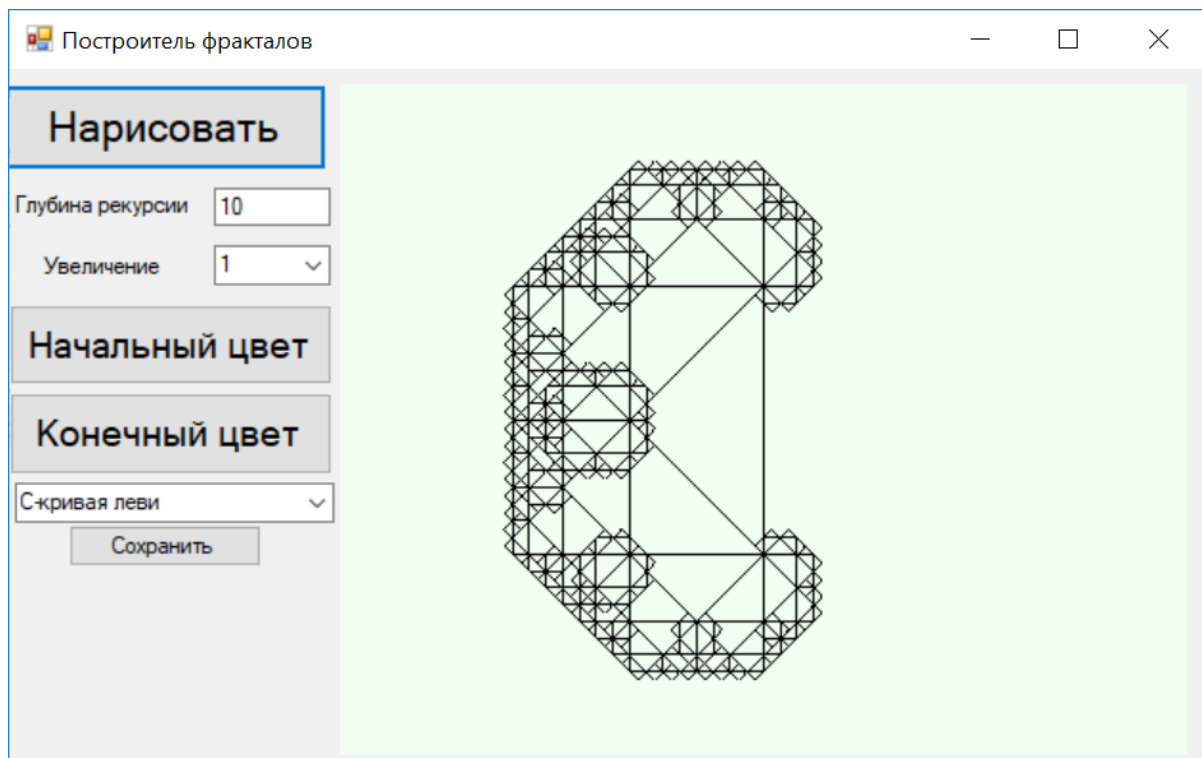 Построитель фракталов
Нарисовать
Глубина рекурсии 10
Увеличение 1
Начальный цвет
Конечный цвет
С-кривая леви
Сохранить